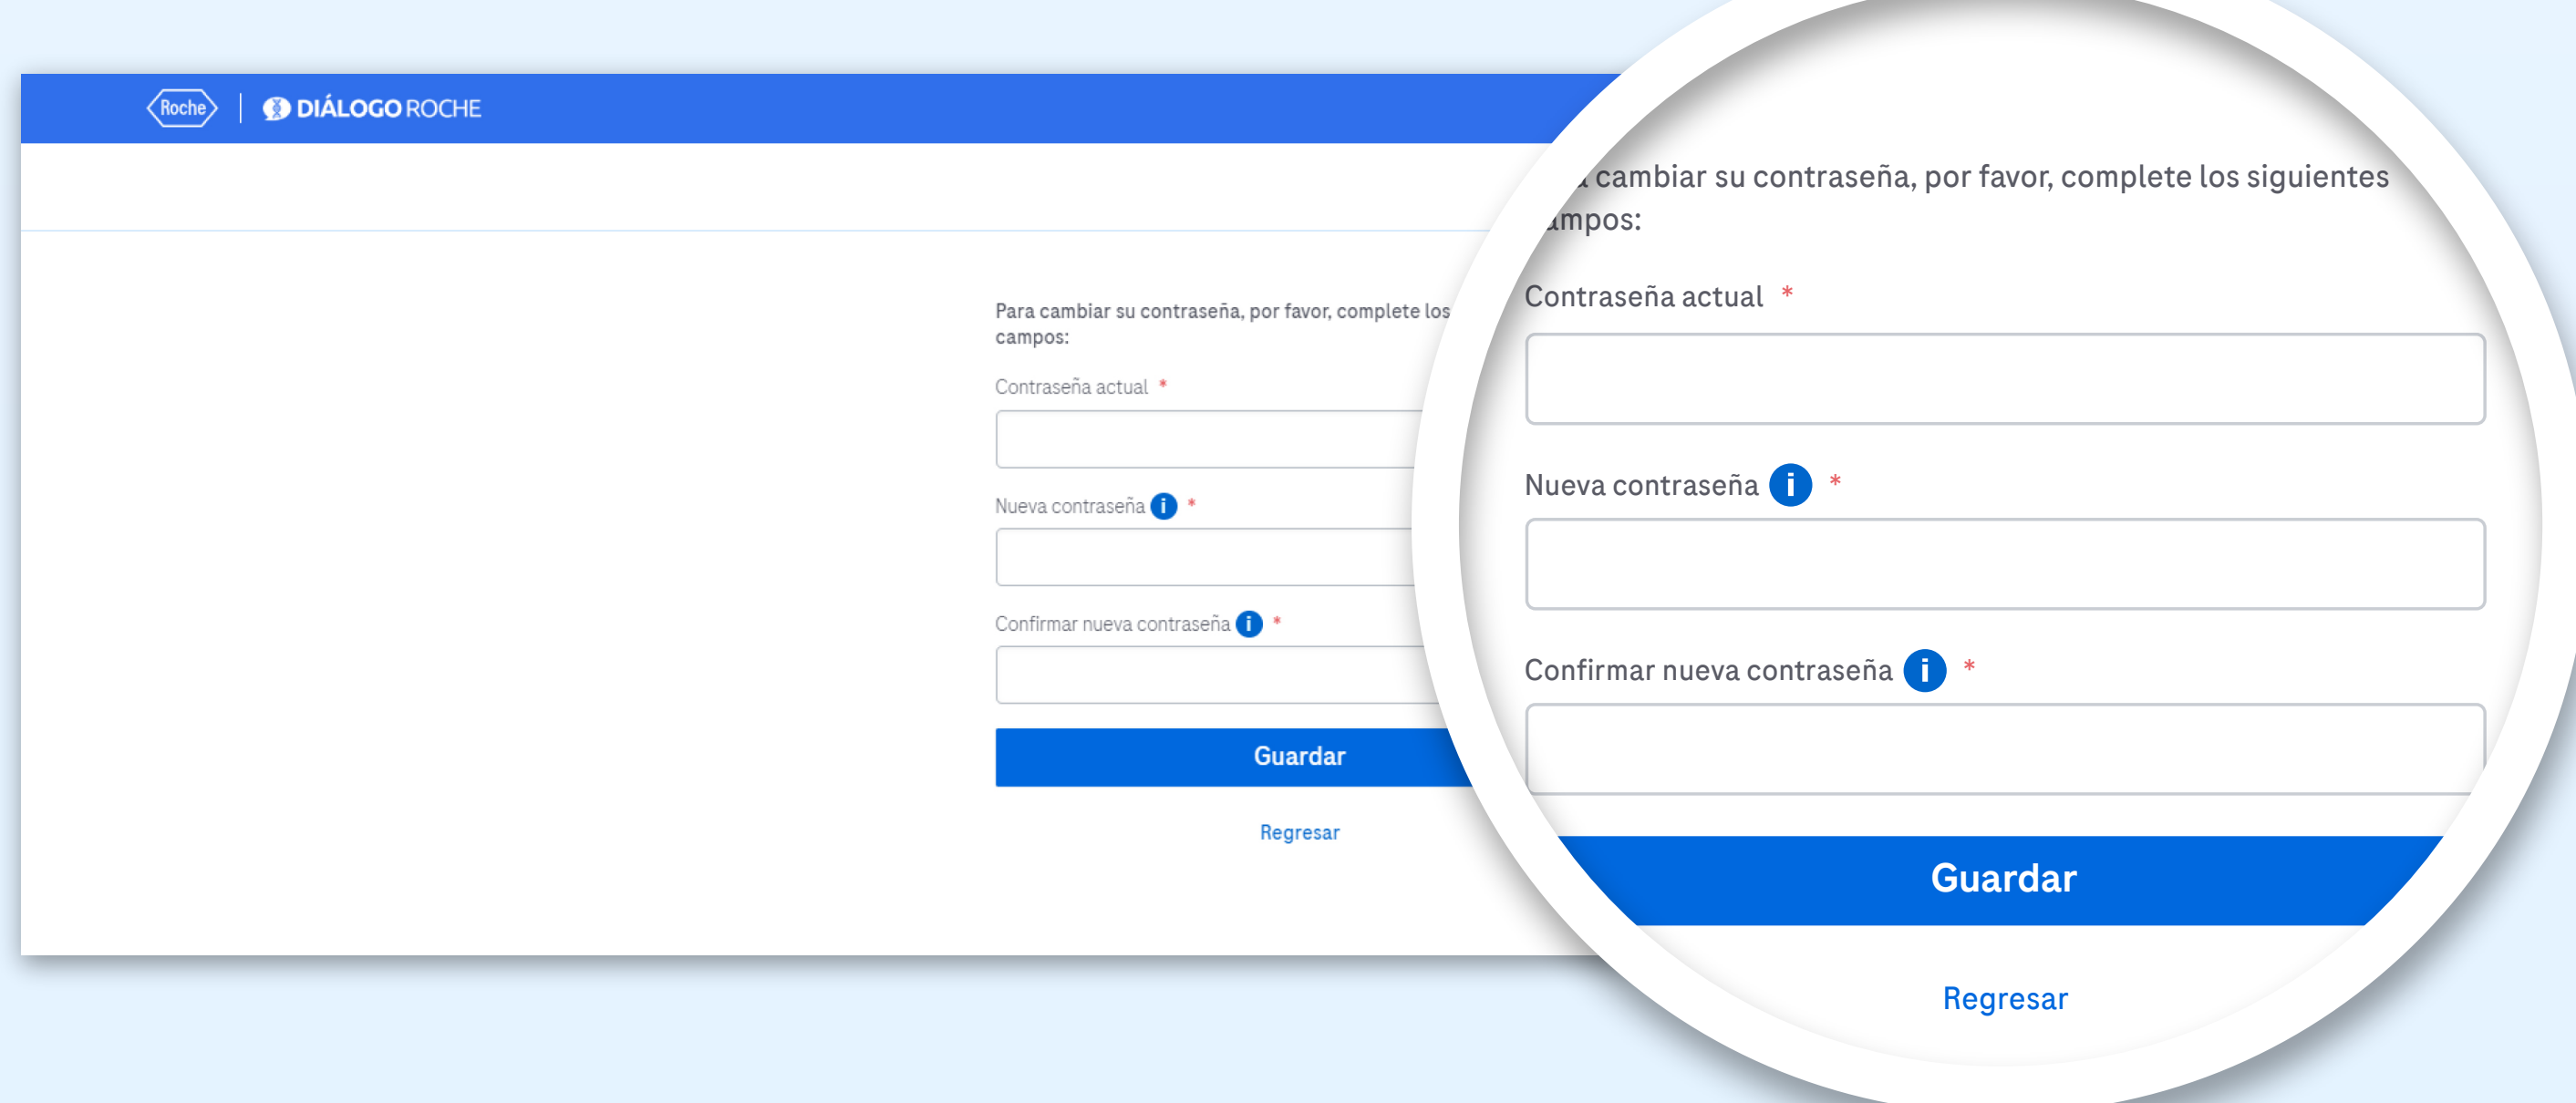 Roche
DIÁLOGO ROCHE
Para cambiar su contraseña, por favor, complete los
campos:
Contraseña actual *
Nueva contraseña i *
Confirmar nueva contraseña i *
Guardar
Regresar
cambiar su contraseña, por favor, complete los siguientes
mpos:
Contraseña actual *
Nueva contraseña i *
Confirmar nueva contraseña i *
Guardar
Regresar